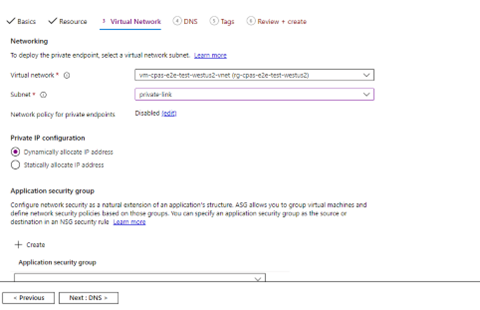 Basics Resource 3 Virtual Network 4 DNS 5 Tags 6 Review + create
Networking
To deploy the private endpoint, select a virtual network subnet. Learn more
Virtual network * vm-cpas-e2e-test-westus2-vnet (rg-cpas-e2e-test-westus2)
Subnet * private-link
Network policy for private endpoints Disabled (edit)
Private IP configuration
Dynamically allocate IP address
Statically allocate IP address
Application security group
Configure network security as a natural extension of an application's structure. ASG allows you to group virtual machines and
define network security policies based on those groups. You can specify an application security group as the source or
destination in an NSG security rule Learn more
+ Create
Application security group
< Previous Next : DNS >